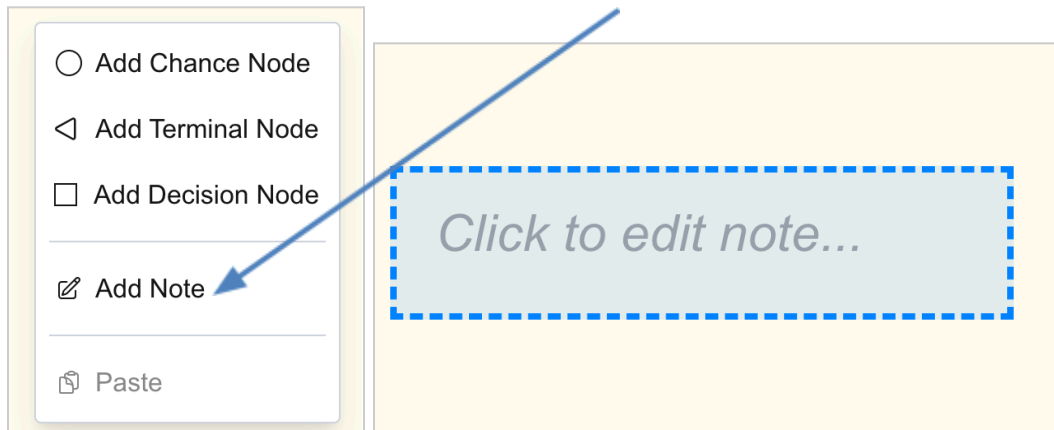 Add Chance Node
Add Terminal Node
Add Decision Node
Add Note
Paste
Click to edit note...